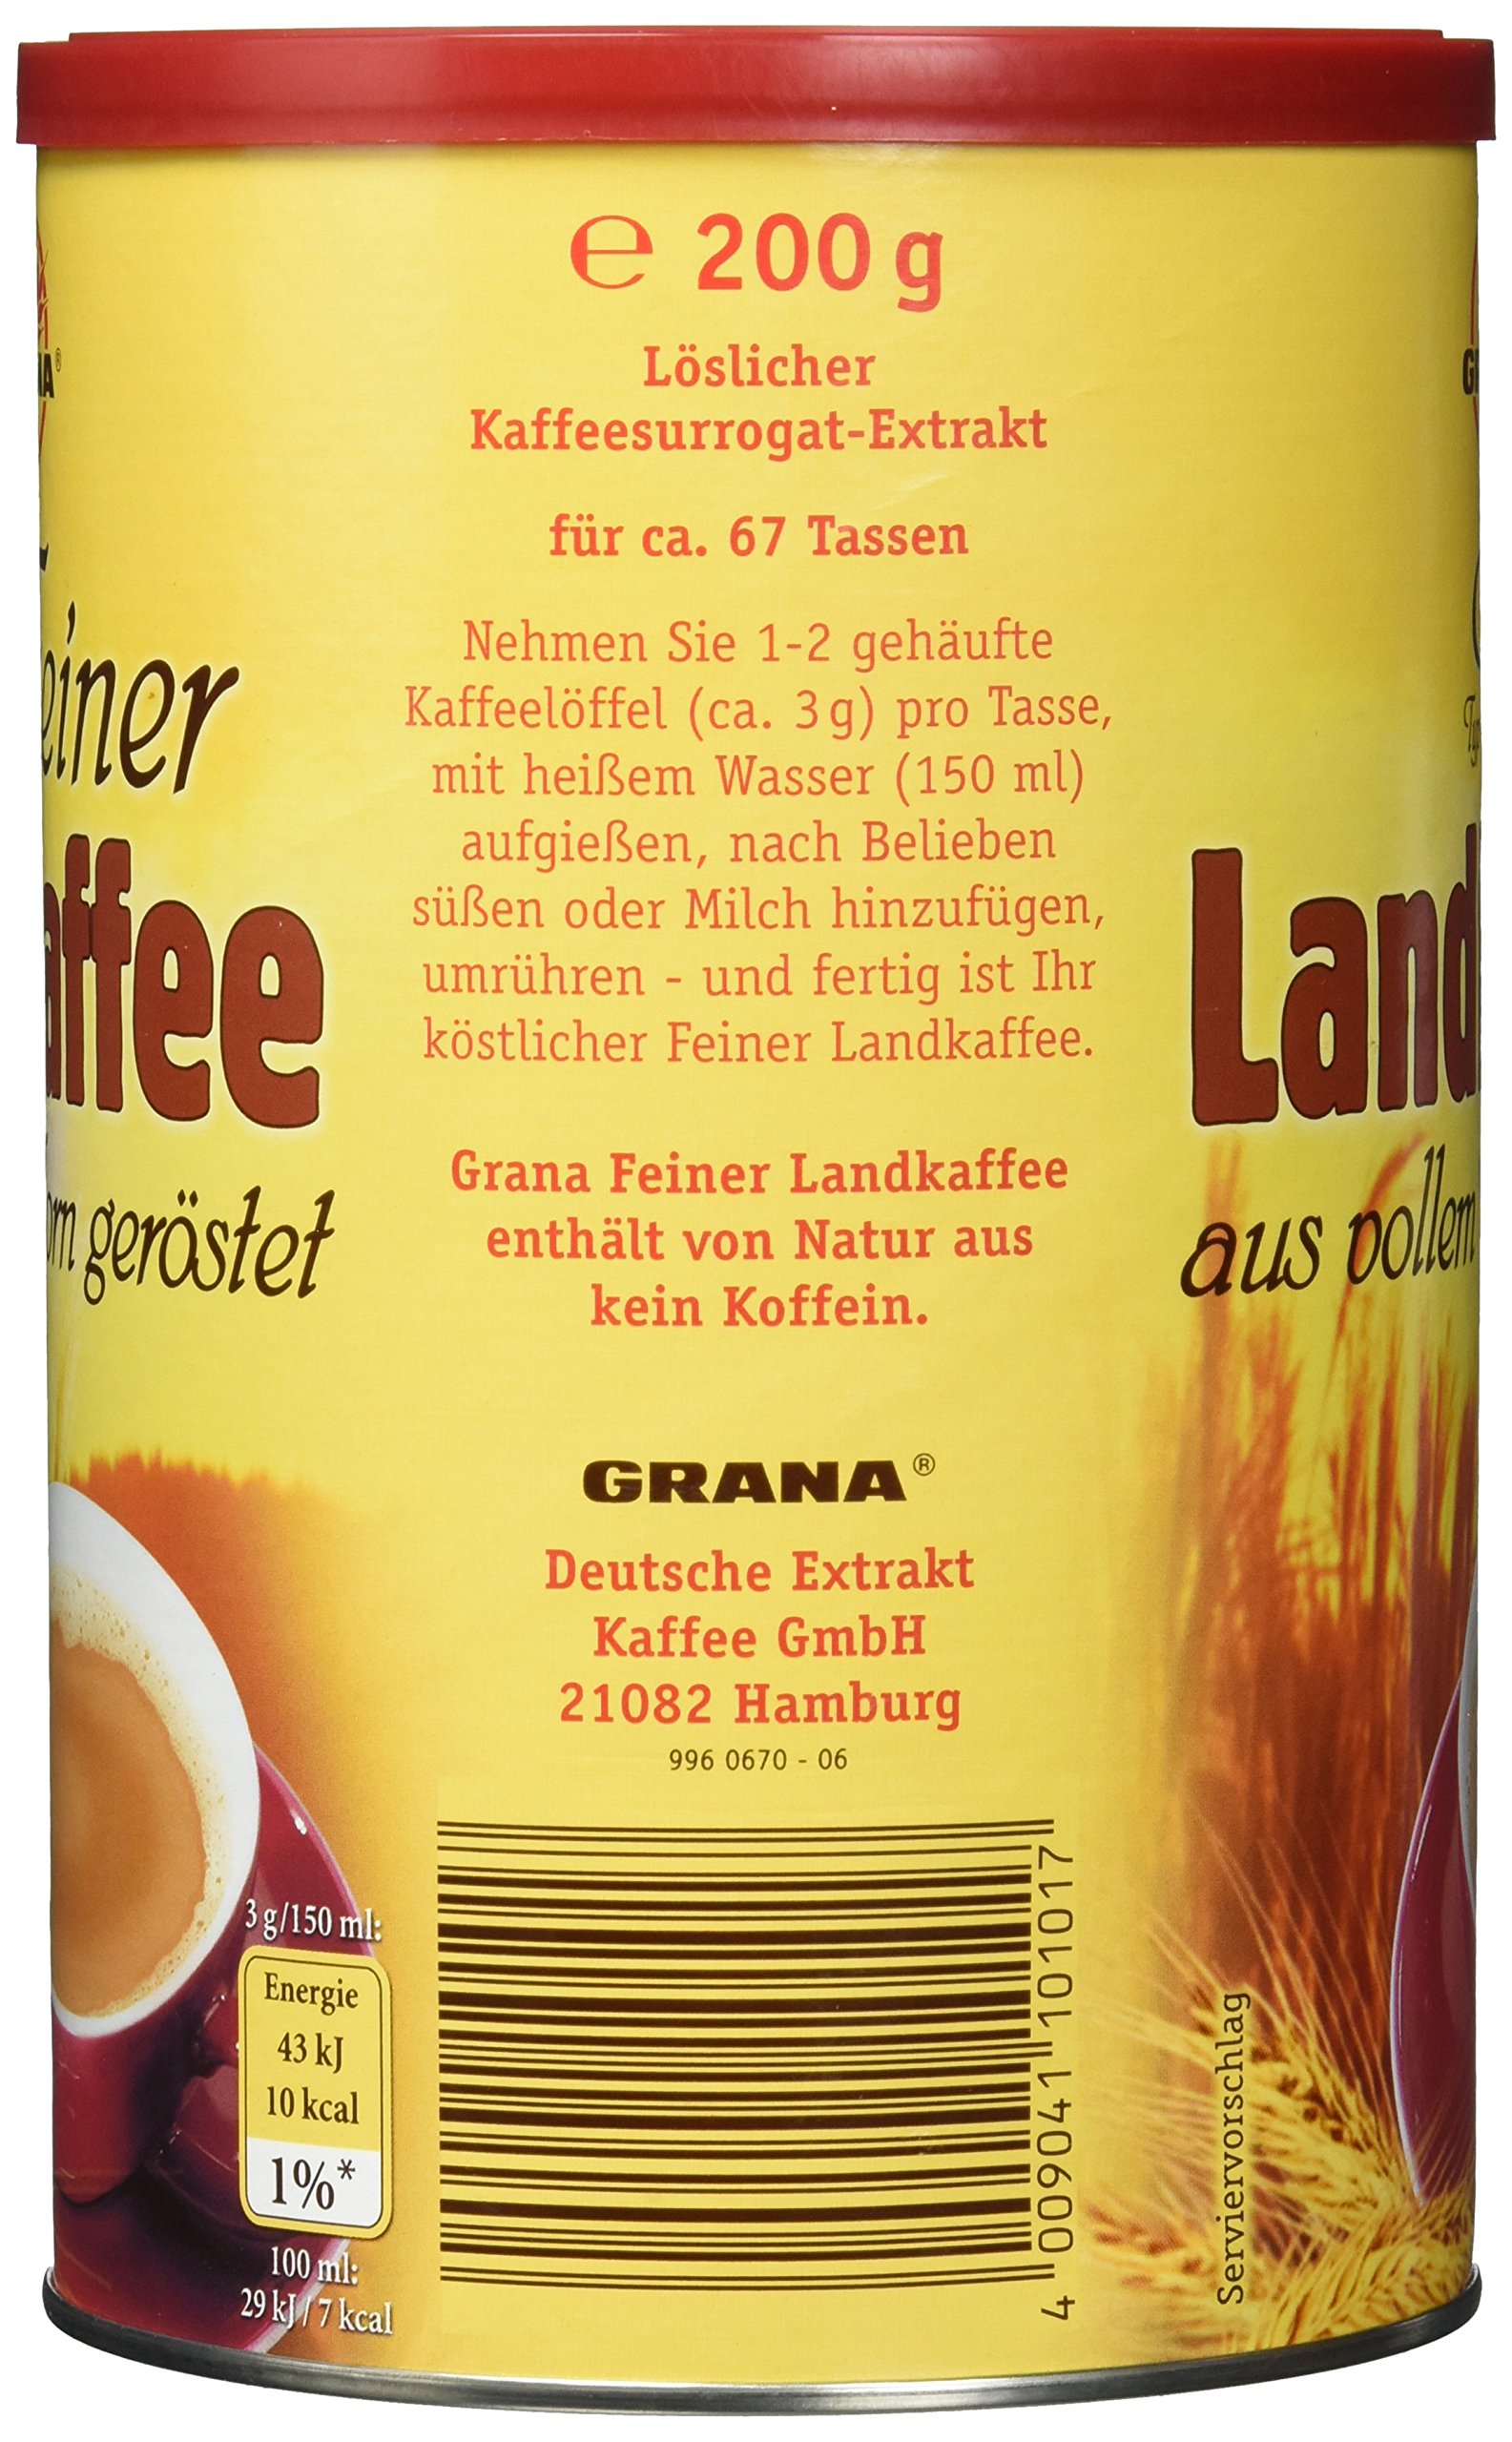 ℮ 200 g
Löslicher
Kaffeesurrogat-Extrakt
für ca. 67 Tassen
Nehmen Sie 1-2 gehäufte
Kaffeelöffel (ca. 3 g) pro Tasse,
mit heißem Wasser (150 ml)
aufgießen, nach Belieben
süßen oder Milch hinzufügen,
umrühren - und fertig ist Ihr
köstlicher Feiner Landkaffee.
Grana Feiner Landkaffee
enthält von Natur aus
kein Koffein.
GRANA®
Deutsche Extrakt
Kaffee GmbH
21082 Hamburg
996 0670 - 06
4 009041 101017
einer
affee
orn geröstet
3 g/150 ml:
Energie
43 kJ
10 kcal
1%*
100 ml:
29 kJ / 7 kcal
Land
aus vollem
Serviervorschlag